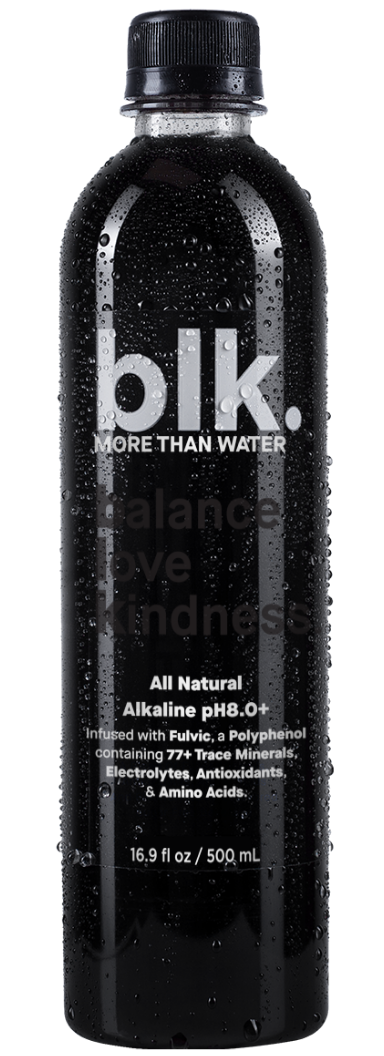 blk.
MORE THAN WATER
balance
love
kindness
All Natural
Alkaline pH8.0+
Infused with Fulvic, a Polyphenol
containing 77+ Trace Minerals,
Electrolytes, Antioxidants,
& Amino Acids.
16.9 fl oz / 500 mL